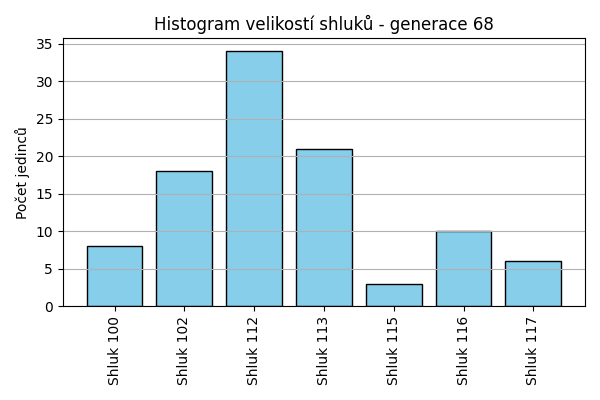 Histogram velikostí shluků - generace 68
Počet jedinců
35
30
25
20
15
10
5
0
Shluk 100
Shluk 102
Shluk 112
Shluk 113
Shluk 115
Shluk 116
Shluk 117